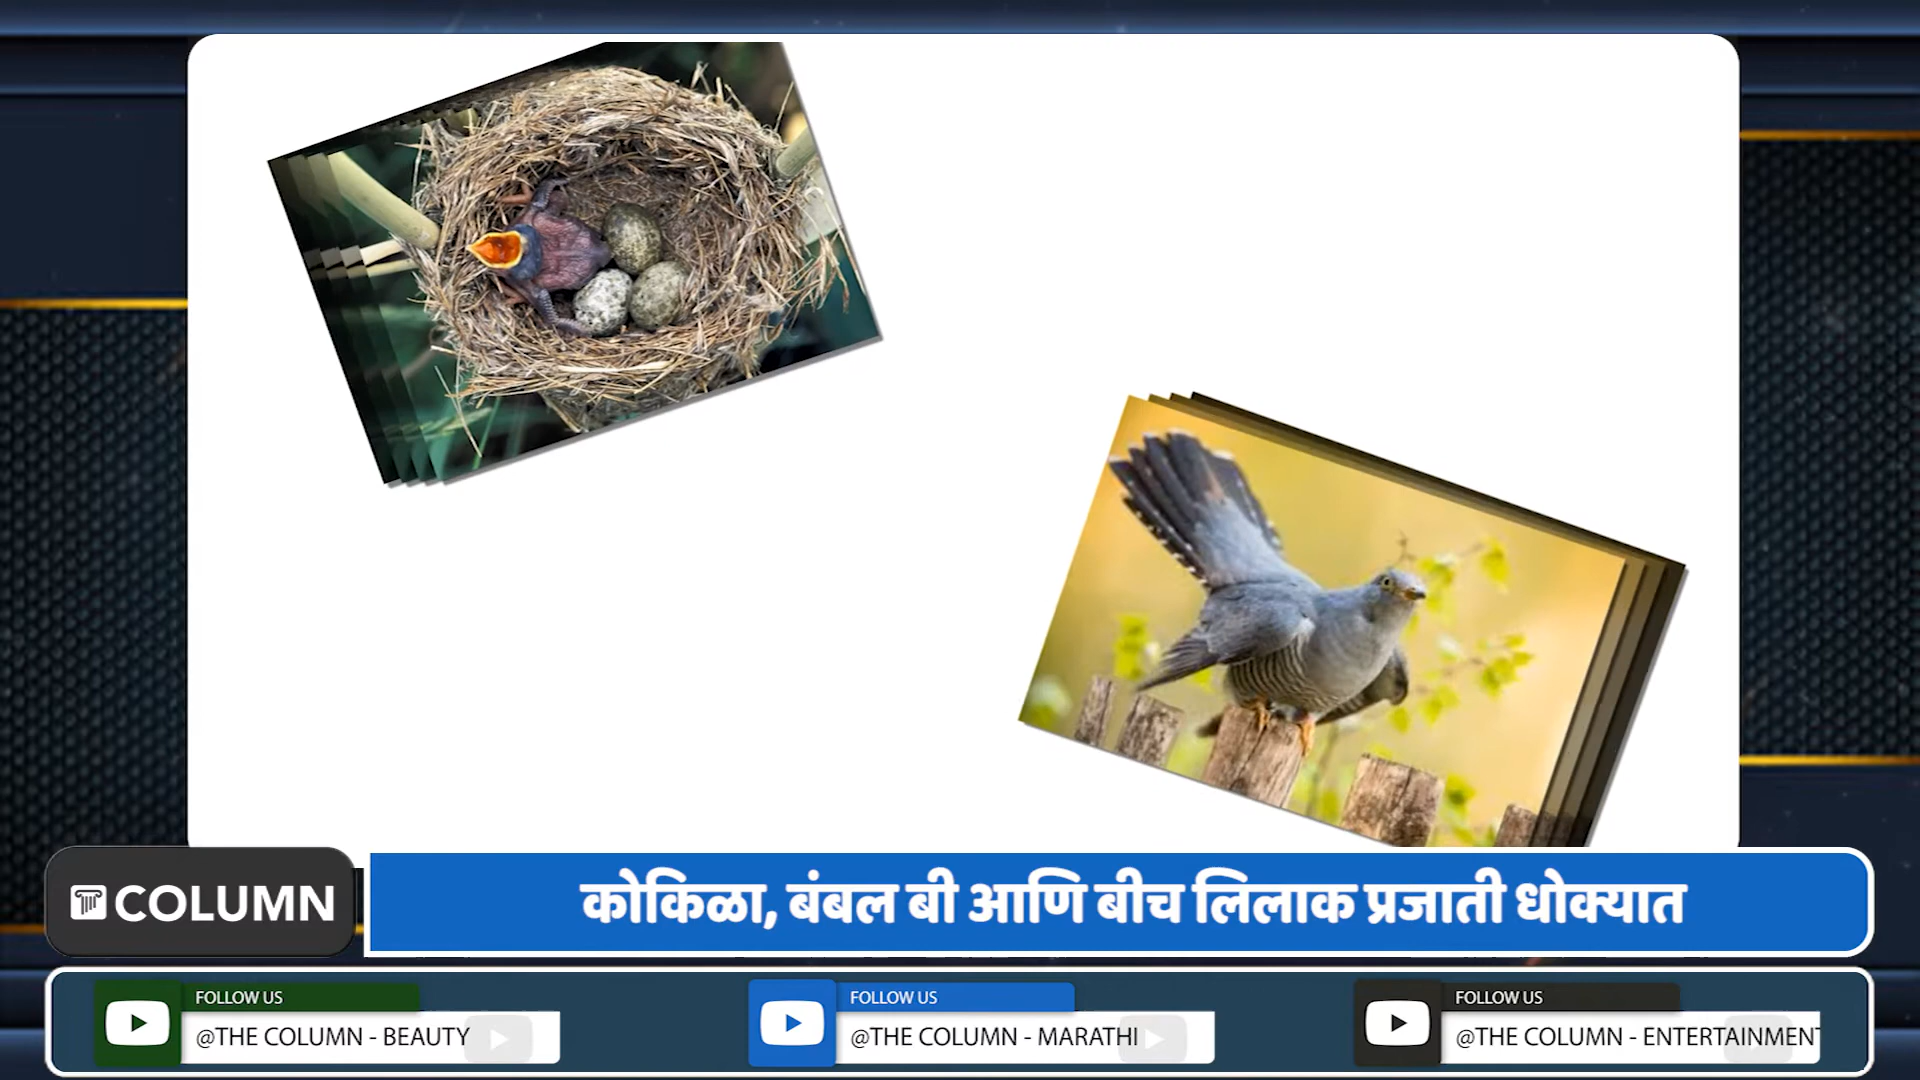 COLUMN
कोकिळा, बंबल बी आणि बीच लिलाक प्रजाती धोक्यात
FOLLOW US
@THE COLUMN - BEAUTY
FOLLOW US
@THE COLUMN - MARATHI
FOLLOW US
@THE COLUMN - ENTERTAINMENT